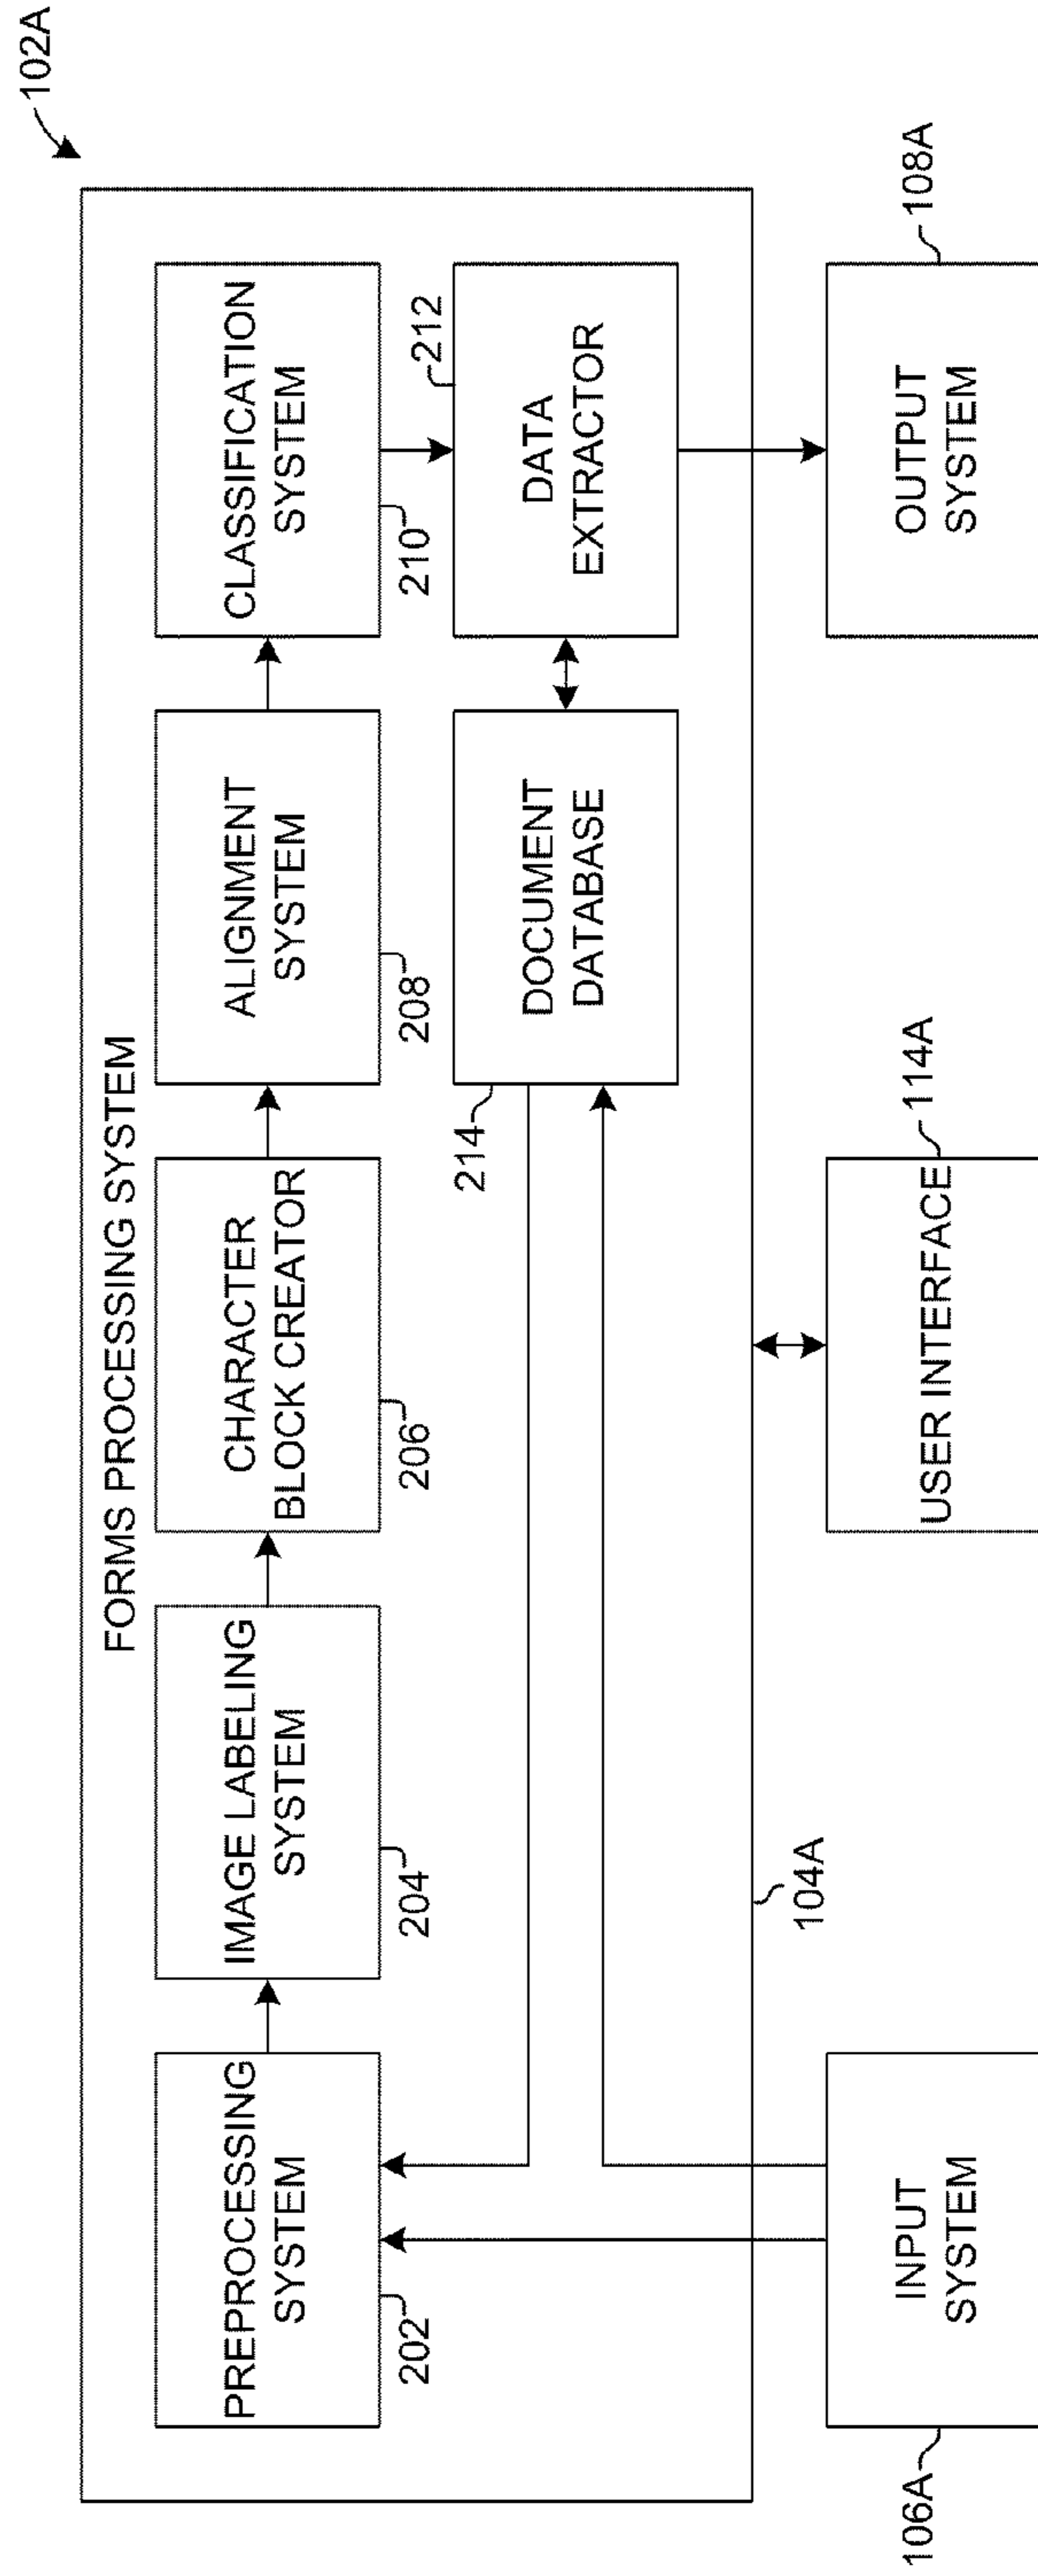 102A
FORMS PROCESSING SYSTEM
PREPROCESSING
SYSTEM
202
IMAGE LABELING
SYSTEM
204
CHARACTER
BLOCK CREATOR
206
ALIGNMENT
SYSTEM
208
CLASSIFICATION
SYSTEM
210
214
DOCUMENT
DATABASE
212
DATA
EXTRACTOR
104A
106A
INPUT
SYSTEM
USER INTERFACE
114A
OUTPUT
SYSTEM
108A